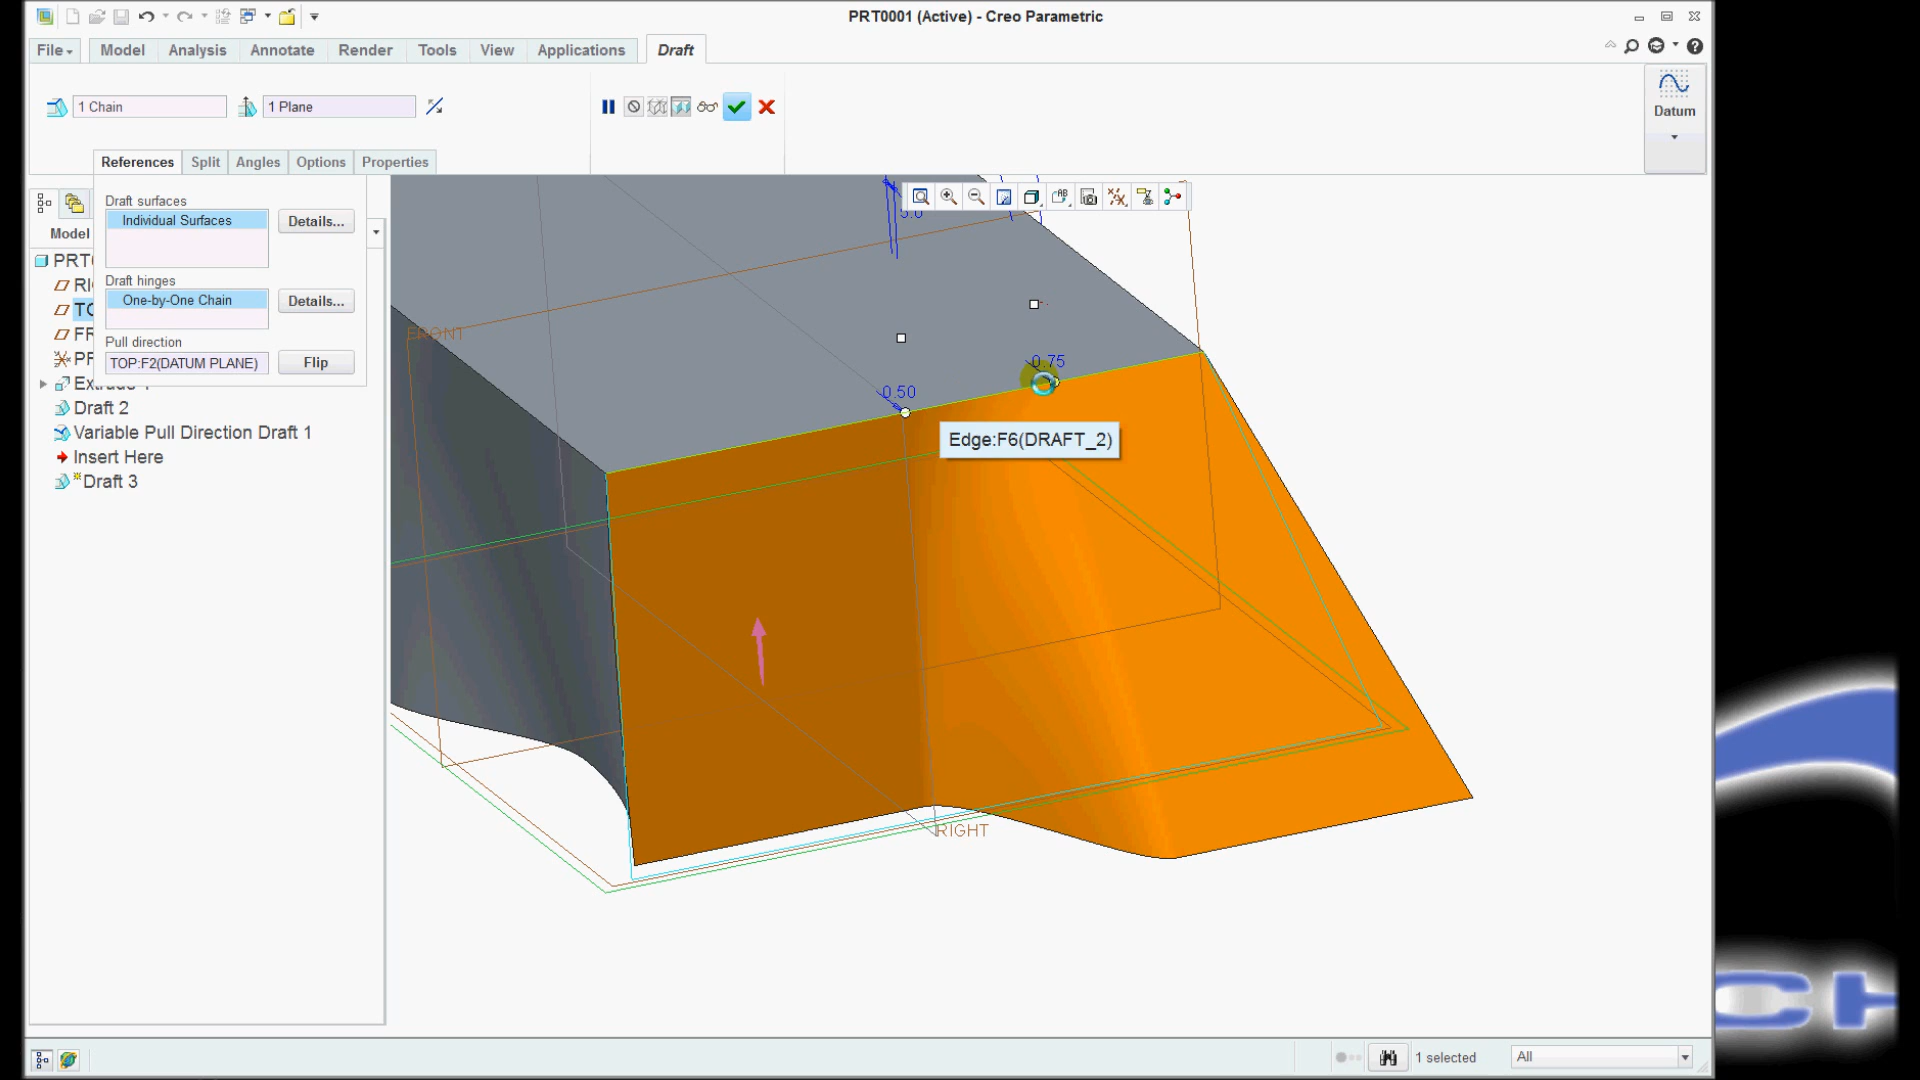 PRT0001 (Active) - Creo Parametric
File Model Analysis Annotate Render Tools View Applications Draft
1 Chain 1 Plane
Datum
References Split Angles Options Properties
Draft surfaces
Individual Surfaces Details...
Draft hinges
One-by-One Chain Details...
Pull direction
TOP:F2(DATUM PLANE) Flip
Model
Draft 2
Variable Pull Direction Draft 1
Insert Here
Draft 3
5.0
FRONT
0.75
0.50
Edge:F6(DRAFT_2)
RIGHT
CH
1 selected All